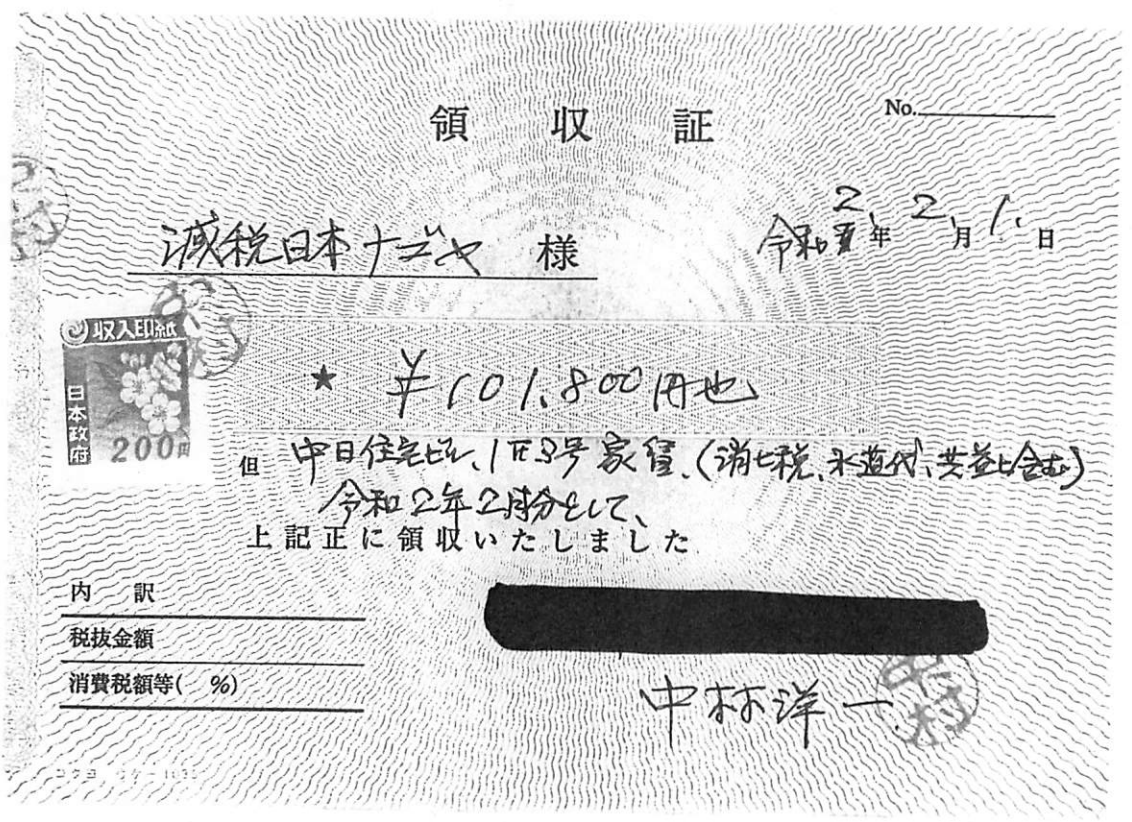 領収証
No.
減税日本ナゴヤ 様
令和2年2月1日
収入印紙
日本政府
200円
★ ¥101,800円也
但 中日住宅ビル、1F3号家賃、(消ヒ税、水道代、共益ヒ含む)
令和2年2月分として、
上記正に領収いたしました
内 訳
税抜金額
消費税額等( %)
中村洋一
中村